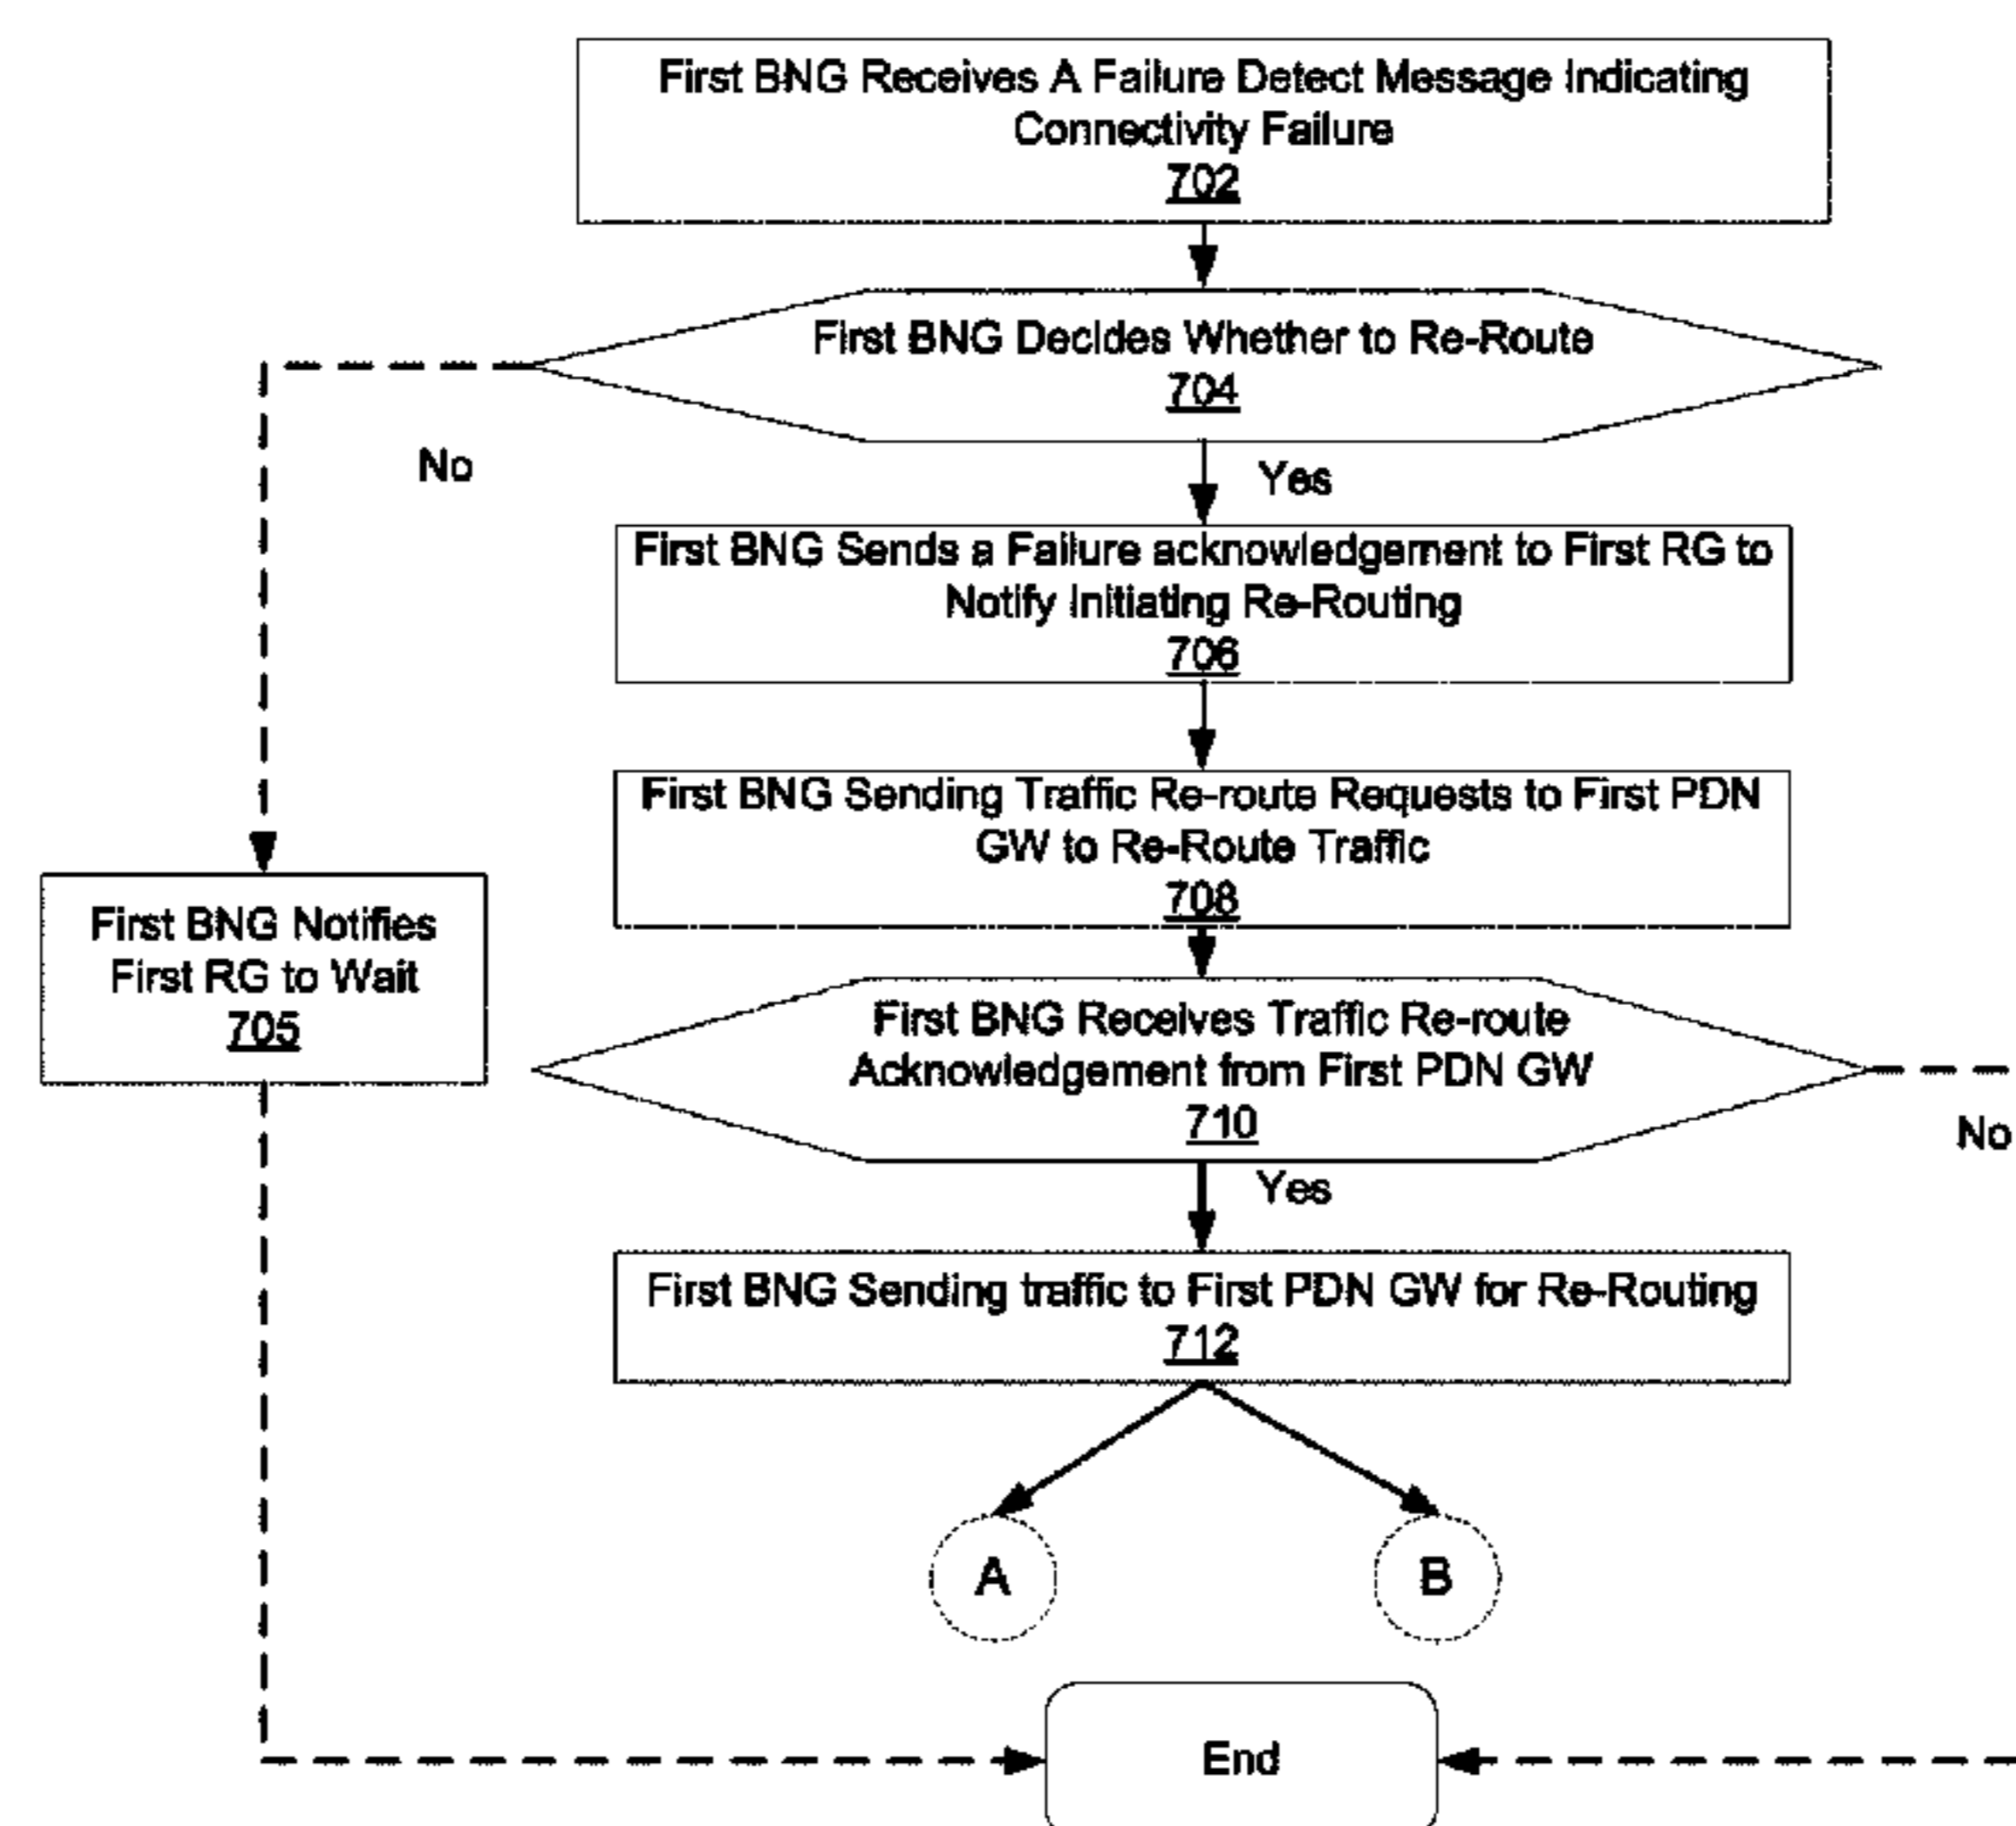 First BNG Receives A Failure Detect Message Indicating
Connectivity Failure
702
First BNG Decides Whether to Re-Route
704
No
Yes
First BNG Sends a Failure acknowledgement to First RG to
Notify Initiating Re-Routing
706
First BNG Sending Traffic Re-route Requests to First PDN
GW to Re-Route Traffic
708
First BNG Notifies
First RG to Wait
705
First BNG Receives Traffic Re-route
Acknowledgement from First PDN GW
710
No
Yes
First BNG Sending traffic to First PDN GW for Re-Routing
712
A
B
End